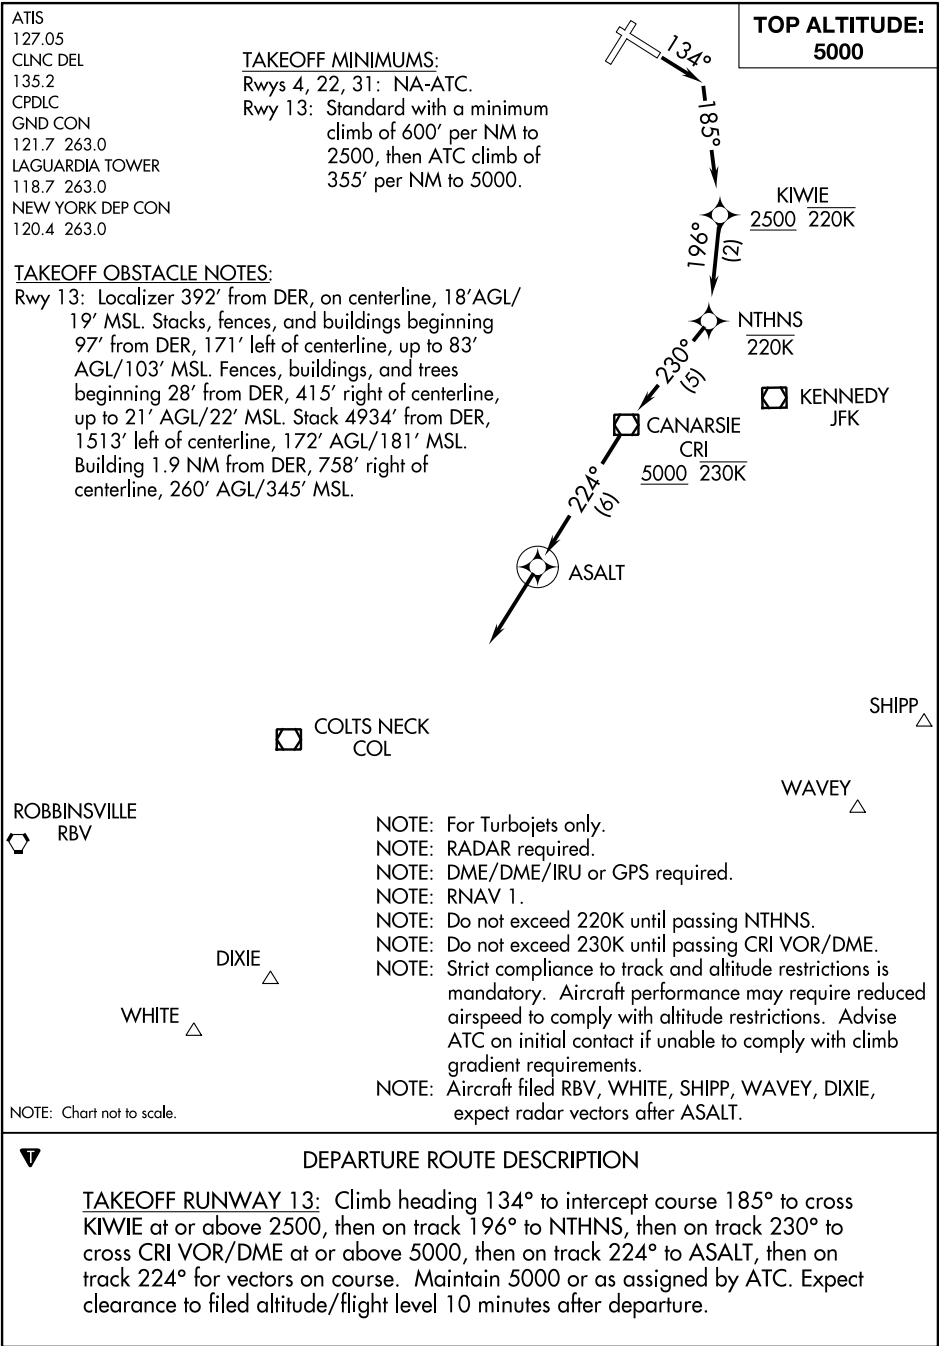 ATIS
127.05
CLNC DEL
135.2
CPDLC
GND CON
121.7 263.0
LAGUARDIA TOWER
118.7 263.0
NEW YORK DEP CON
120.4 263.0
TAKEOFF MINIMUMS:
Rwys 4, 22, 31: NA-ATC.
Rwy 13: Standard with a minimum
climb of 600′ per NM to
2500, then ATC climb of
355′ per NM to 5000.
TOP ALTITUDE:
5000
TAKEOFF OBSTACLE NOTES:
Rwy 13: Localizer 392′ from DER, on centerline, 18′AGL/
19′ MSL. Stacks, fences, and buildings beginning
97′ from DER, 171′ left of centerline, up to 83′
AGL/103′ MSL. Fences, buildings, and trees
beginning 28′ from DER, 415′ right of centerline,
up to 21′ AGL/22′ MSL. Stack 4934′ from DER,
1513′ left of centerline, 172′ AGL/181′ MSL.
Building 1.9 NM from DER, 758′ right of
centerline, 260′ AGL/345′ MSL.
134°
185°
KIWIE
2500 220K
196°
(2)
NTHNS
220K
230°
(5)
KENNEDY
JFK
CANARSIE
CRI
5000 230K
224°
(6)
ASALT
COLTS NECK
COL
SHIPP
WAVEY
ROBBINSVILLE
RBV
DIXIE
WHITE
NOTE: For Turbojets only.
NOTE: RADAR required.
NOTE: DME/DME/IRU or GPS required.
NOTE: RNAV 1.
NOTE: Do not exceed 220K until passing NTHNS.
NOTE: Do not exceed 230K until passing CRI VOR/DME.
NOTE: Strict compliance to track and altitude restrictions is
mandatory. Aircraft performance may require reduced
airspeed to comply with altitude restrictions. Advise
ATC on initial contact if unable to comply with climb
gradient requirements.
NOTE: Aircraft filed RBV, WHITE, SHIPP, WAVEY, DIXIE,
expect radar vectors after ASALT.
NOTE: Chart not to scale.
T
DEPARTURE ROUTE DESCRIPTION
TAKEOFF RUNWAY 13: Climb heading 134° to intercept course 185° to cross
KIWIE at or above 2500, then on track 196° to NTHNS, then on track 230° to
cross CRI VOR/DME at or above 5000, then on track 224° to ASALT, then on
track 224° for vectors on course. Maintain 5000 or as assigned by ATC. Expect
clearance to filed altitude/flight level 10 minutes after departure.